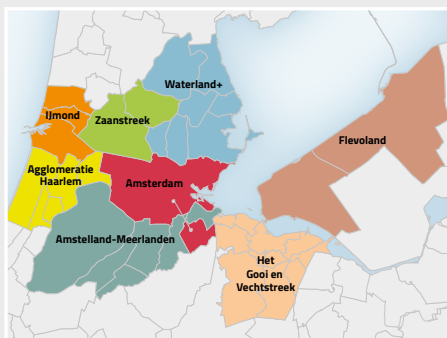 Waterland+
IJmond
Zaanstreek
Flevoland
Agglomeratie
Haarlem
Amsterdam
Amstelland-Meerlanden
Het
Gooi en
Vechtstreek